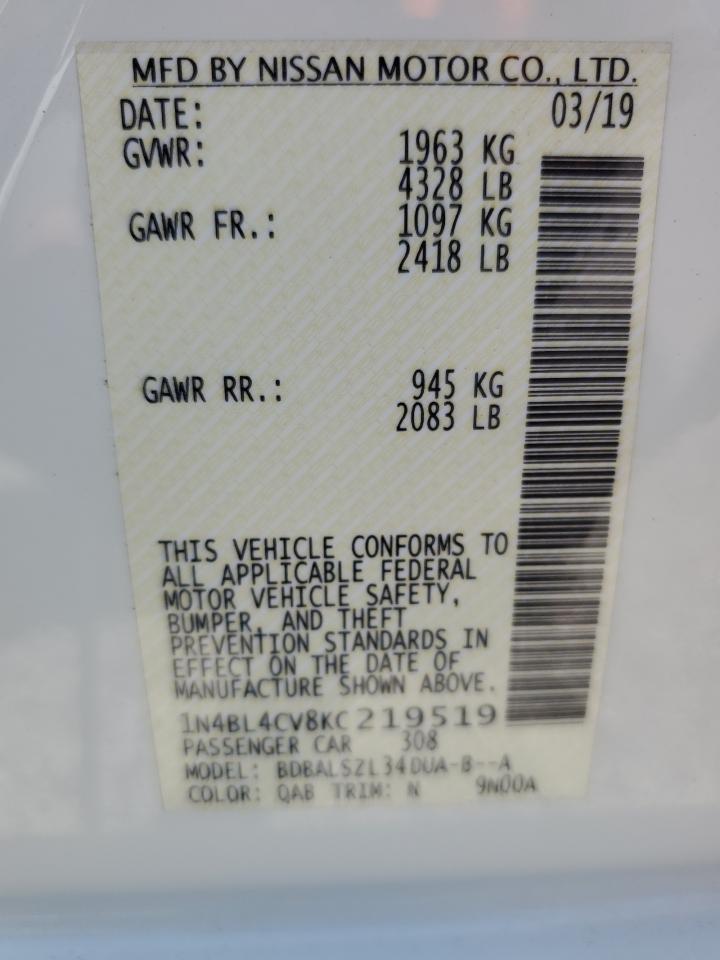 MFD BY NISSAN MOTOR CO., LTD.
DATE: 03/19
GVWR: 1963 KG
4328 LB
GAWR FR.: 1097 KG
2418 LB
GAWR RR.: 945 KG
2083 LB
THIS VEHICLE CONFORMS TO
ALL APPLICABLE FEDERAL
MOTOR VEHICLE SAFETY,
BUMPER, AND THEFT
PREVENTION STANDARDS IN
EFFECT ON THE DATE OF
MANUFACTURE SHOWN ABOVE.
1N4BL4CV8KC219519
PASSENGER CAR 308
MODEL: BDBALSZL34DUA-B--A
COLOR: QAB TRIM: N 9N00A